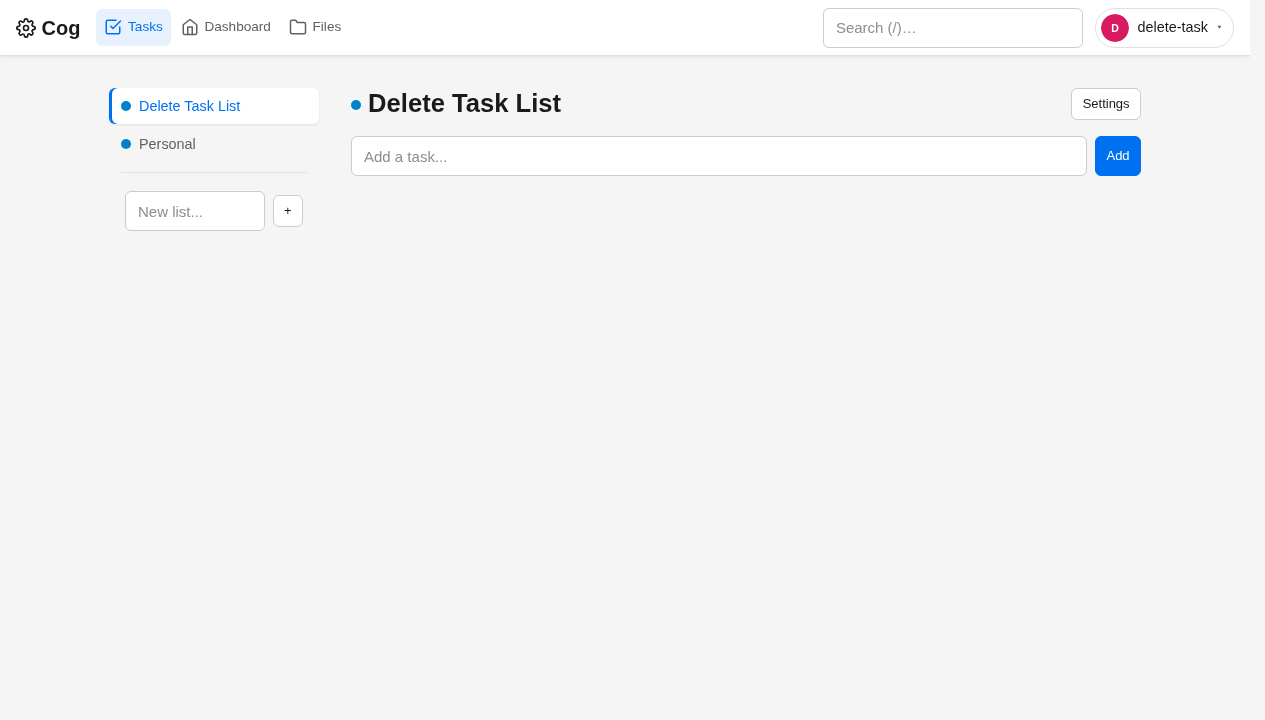 Cog
Tasks
Dashboard
Files
Search (/)…
D
delete-task
Delete Task List
Personal
New list...
+
Delete Task List
Settings
Add a task...
Add